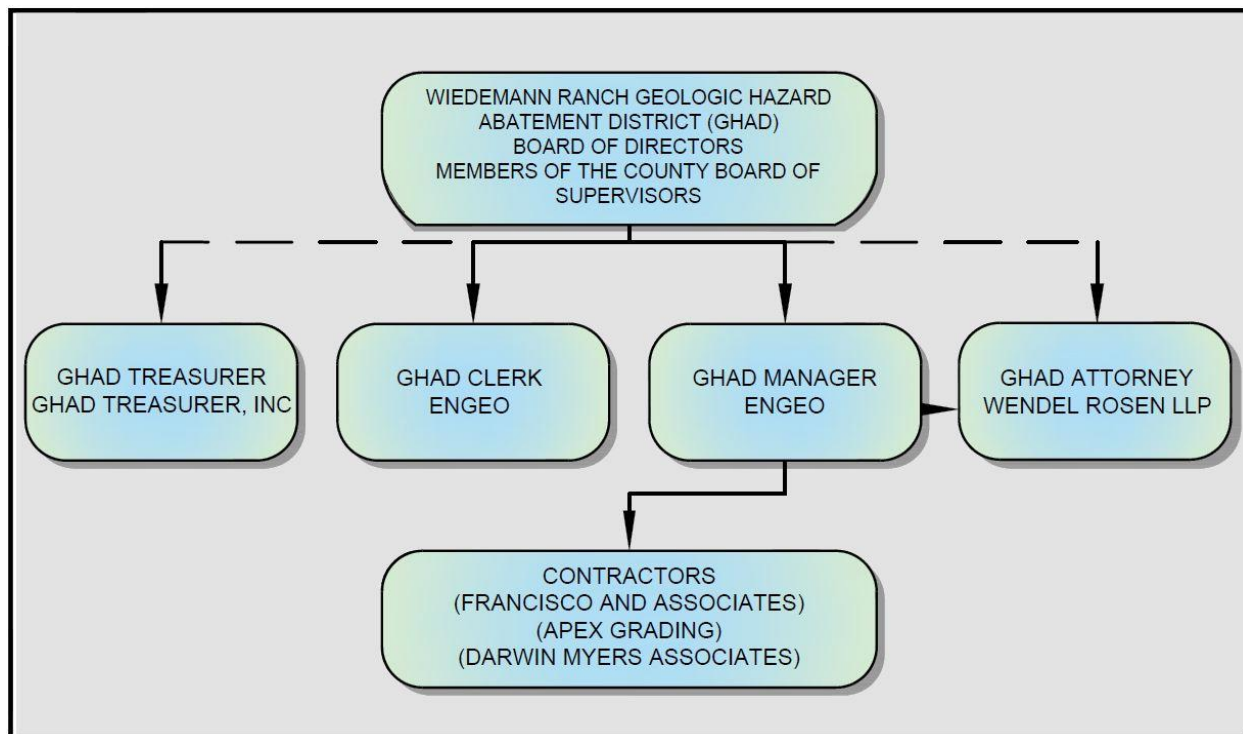 WIEDEMANN RANCH GEOLOGIC HAZARD
ABATEMENT DISTRICT (GHAD)
BOARD OF DIRECTORS
MEMBERS OF THE COUNTY BOARD OF
SUPERVISORS
GHAD TREASURER
GHAD TREASURER, INC
GHAD CLERK
ENGEO
GHAD MANAGER
ENGEO
GHAD ATTORNEY
WENDEL ROSEN LLP
CONTRACTORS
(FRANCISCO AND ASSOCIATES)
(APEX GRADING)
(DARWIN MYERS ASSOCIATES)